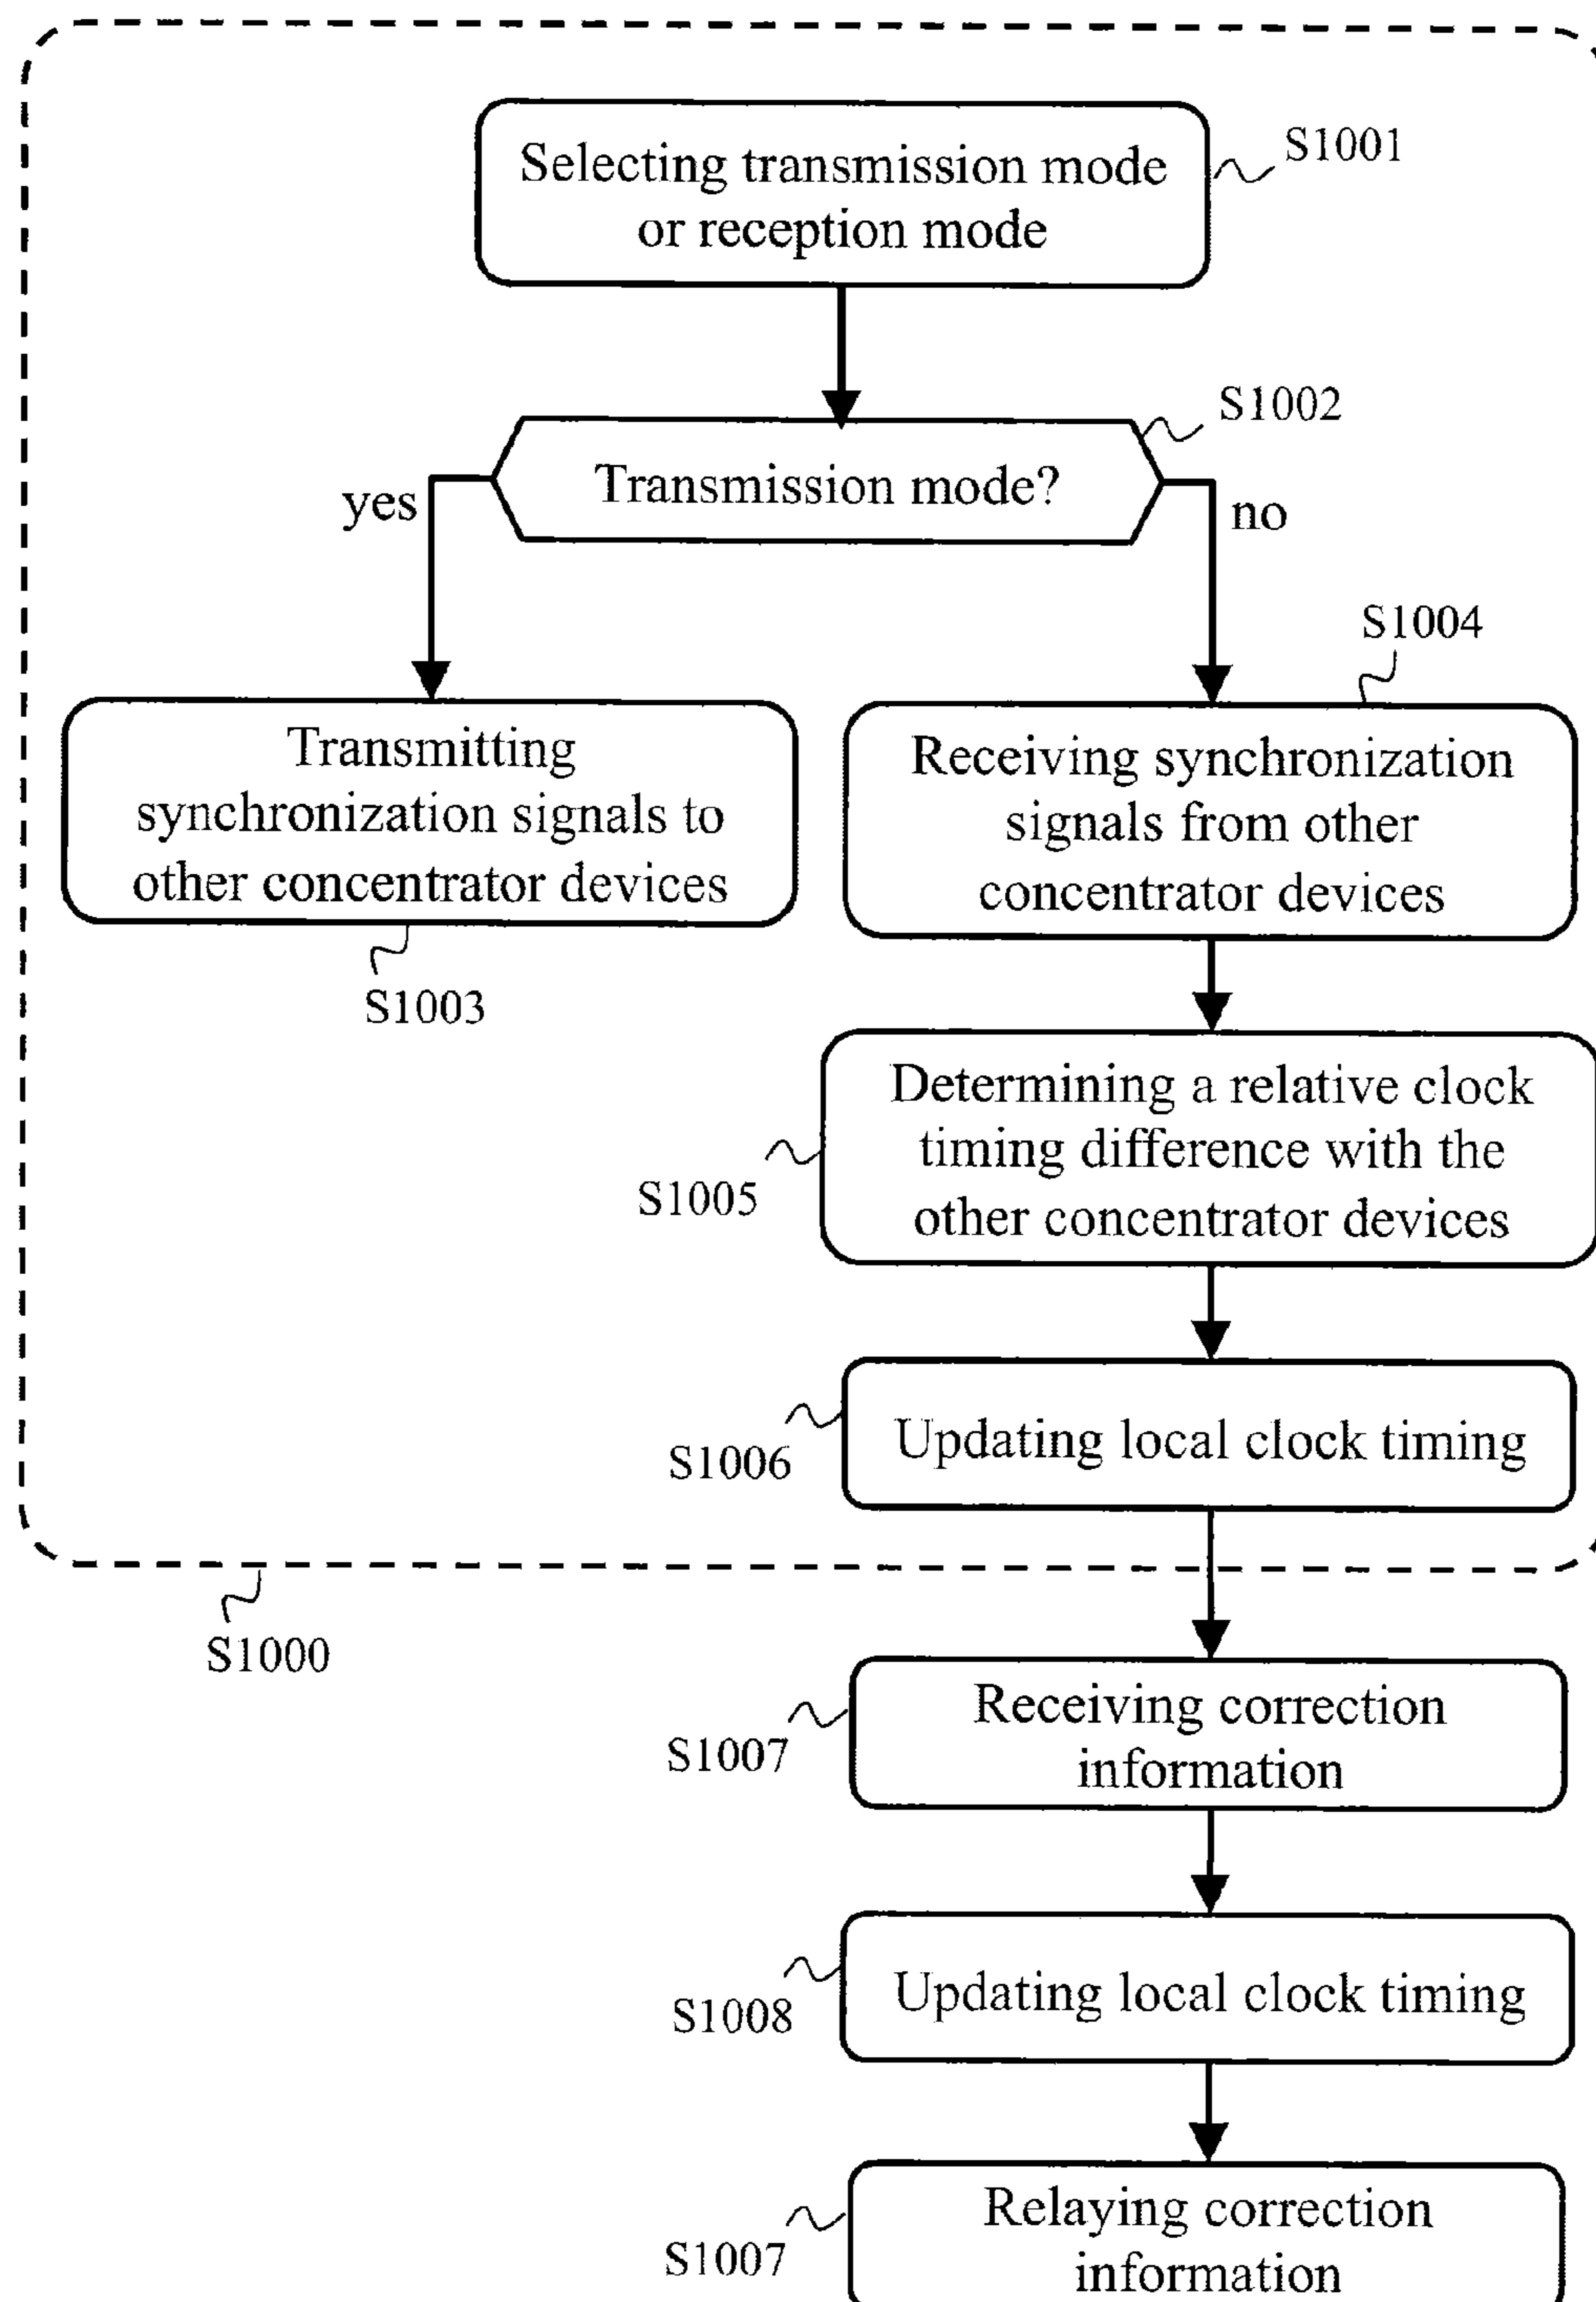 Selecting transmission mode
or reception mode
S1001
S1002
Transmission mode?
yes
no
S1004
Transmitting
synchronization signals to
other concentrator devices
S1003
Receiving synchronization
signals from other
concentrator devices
Determining a relative clock
timing difference with the
other concentrator devices
S1005
Updating local clock timing
S1006
S1000
Receiving correction
information
S1007
Updating local clock timing
S1008
Relaying correction
information
S1007